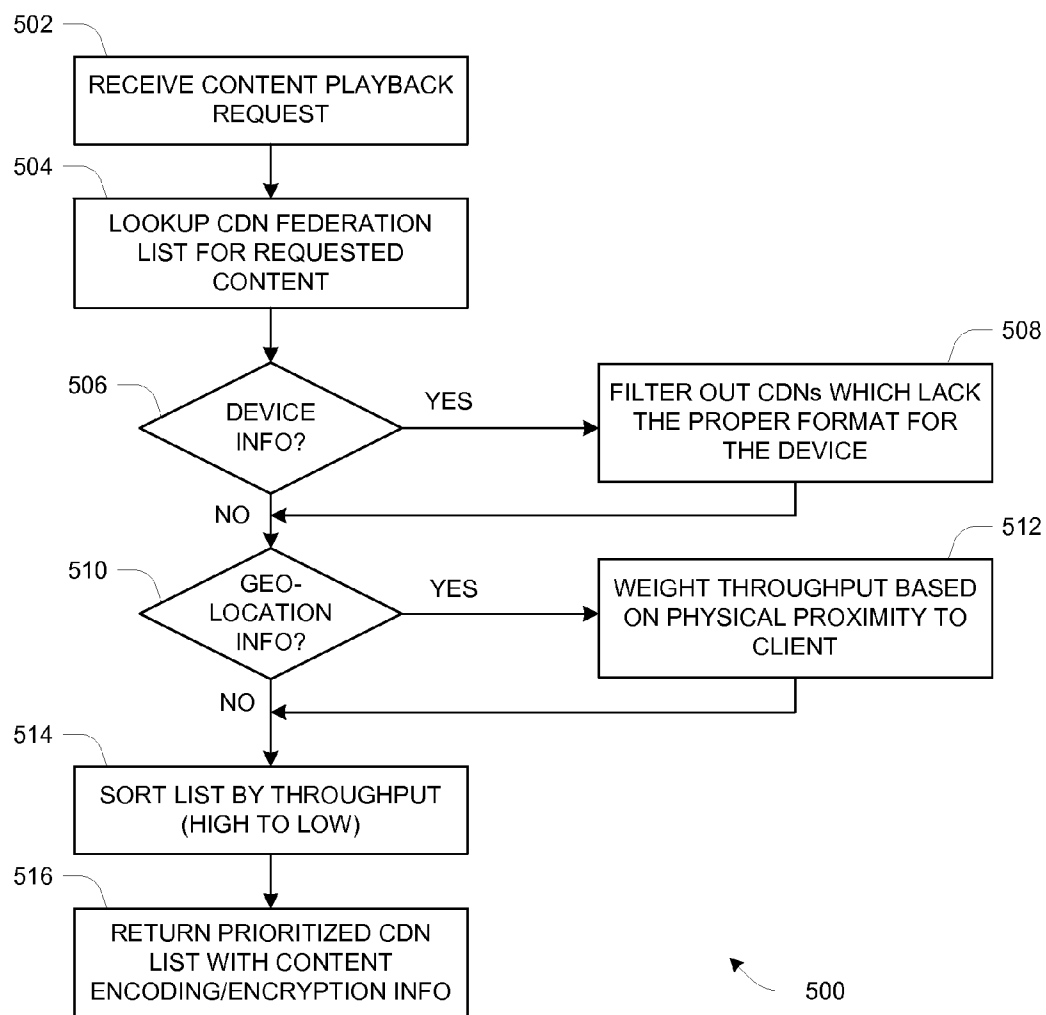 502
RECEIVE CONTENT PLAYBACK
REQUEST
504
LOOKUP CDN FEDERATION
LIST FOR REQUESTED
CONTENT
506
DEVICE
INFO?
YES
508
FILTER OUT CDNs WHICH LACK
THE PROPER FORMAT FOR
THE DEVICE
NO
510
GEO-
LOCATION
INFO?
YES
512
WEIGHT THROUGHPUT BASED
ON PHYSICAL PROXIMITY TO
CLIENT
NO
514
SORT LIST BY THROUGHPUT
(HIGH TO LOW)
516
RETURN PRIORITIZED CDN
LIST WITH CONTENT
ENCODING/ENCRYPTION INFO
500